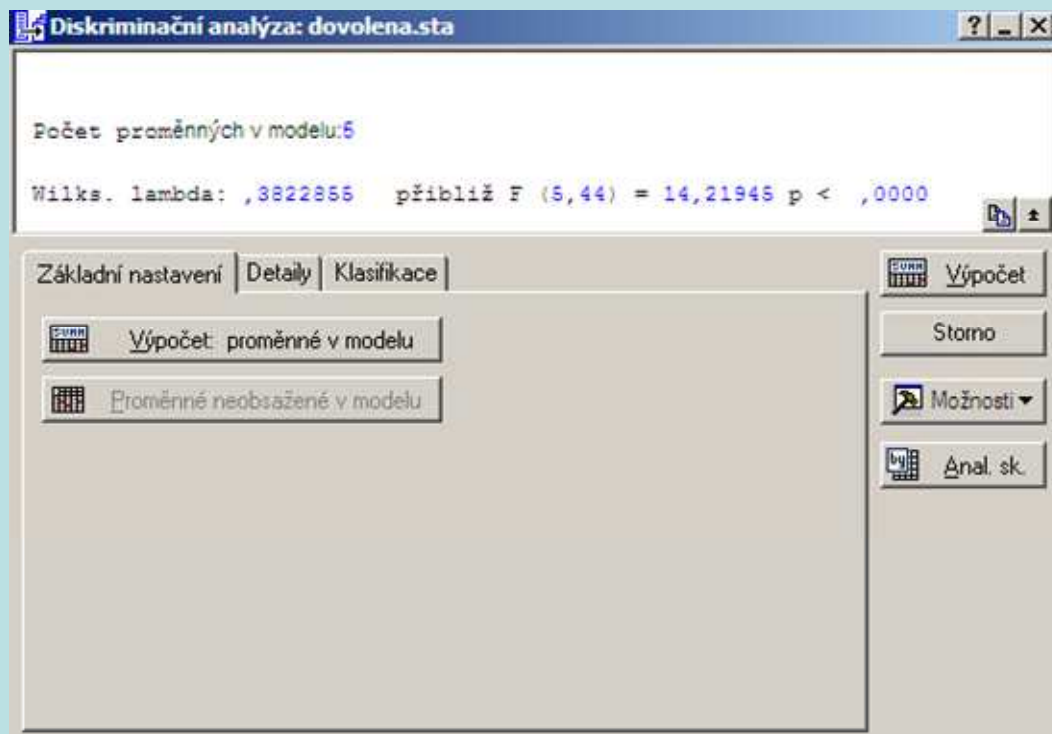 Diskriminační analýza: dovolena.sta
Počet proměnných v modelu:5
Wilks. lambda: ,3822855 přibliž F (5,44) = 14,21945 p < ,0000
Základní nastavení Detaily Klasifikace
Výpočet: proměnné v modelu
Proměnné neobsažené v modelu
Výpočet
Storno
Možnosti
Anal. sk.